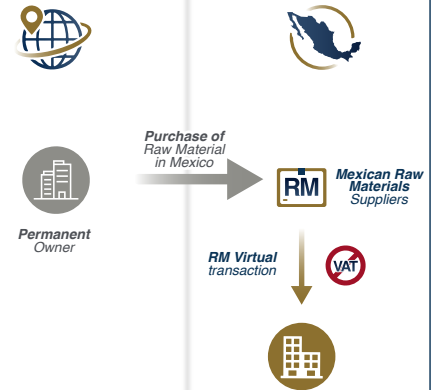 Purchase of
Raw Material
in Mexico
RM
Mexican Raw
Materials
Suppliers
Permanent
Owner
RM Virtual
transaction
VAT